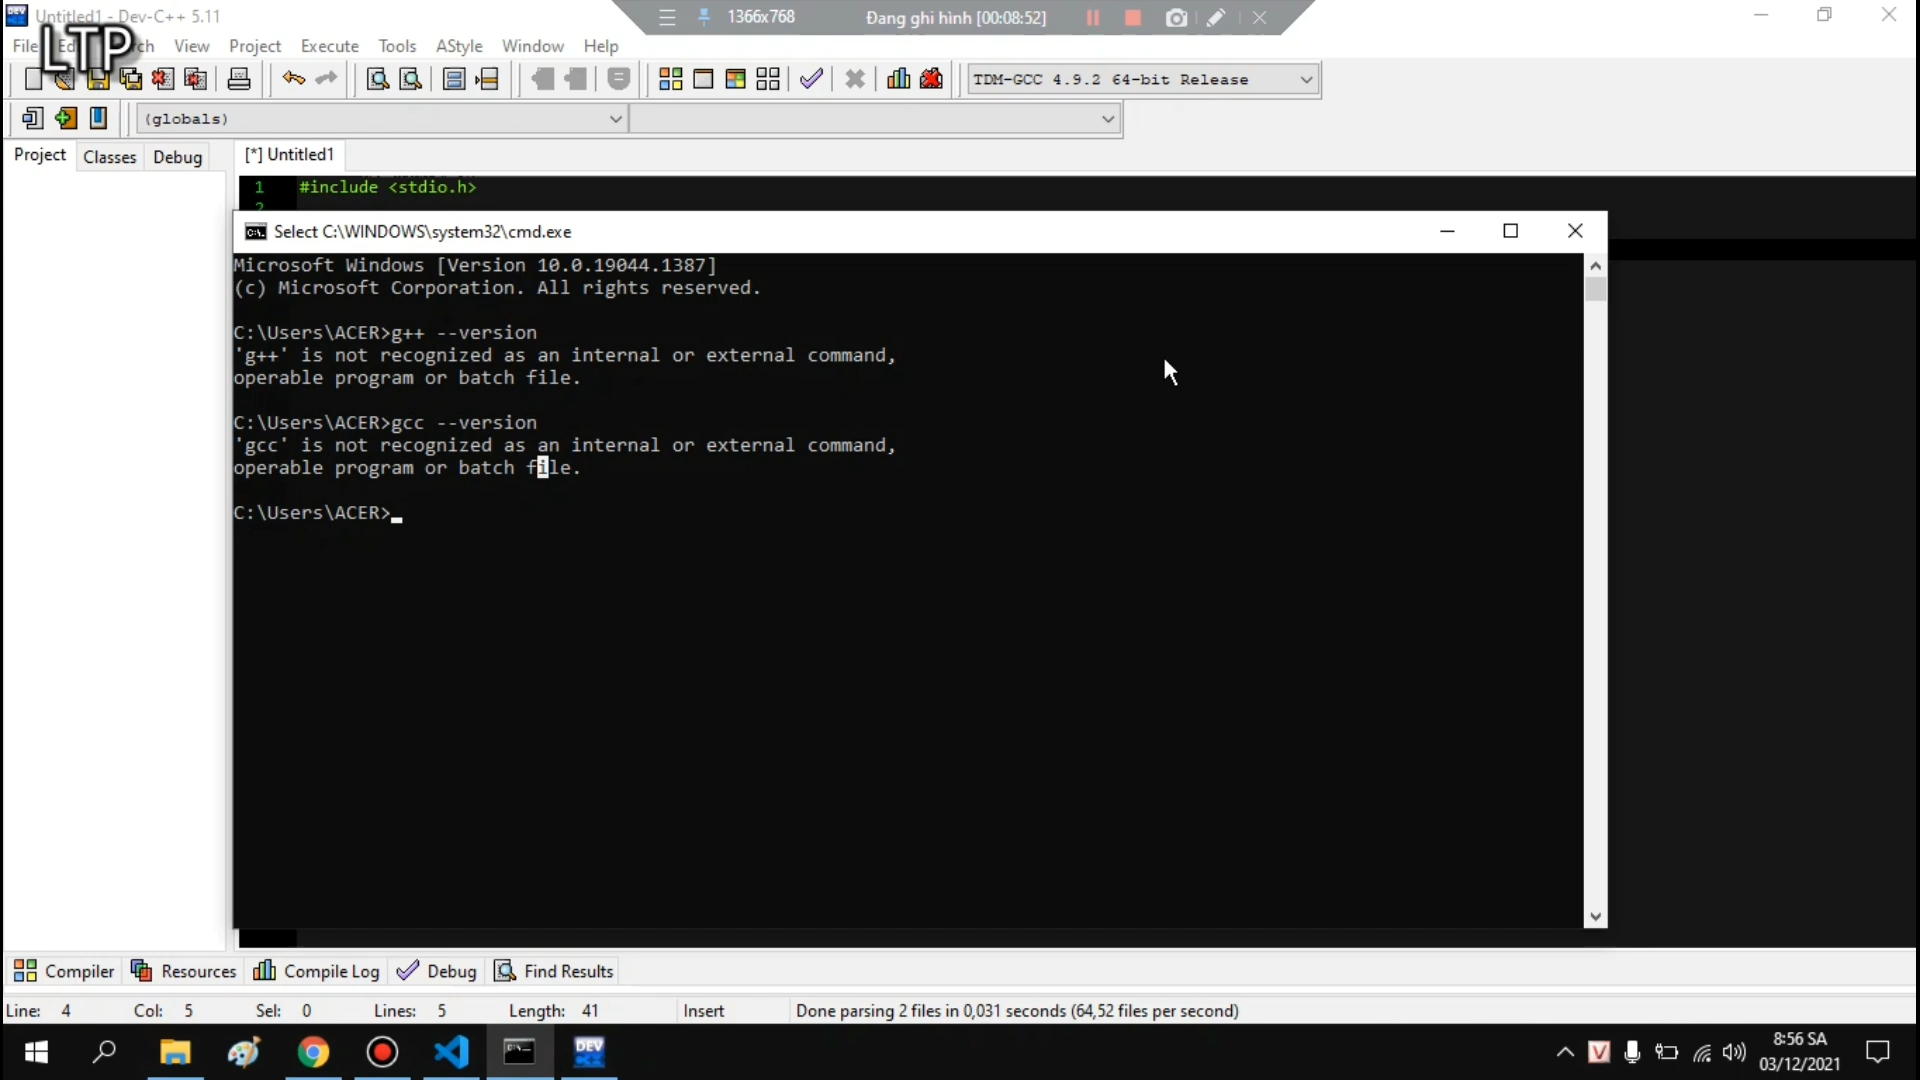 Untitled1 - Dev-C++ 5.11
1366x768
Đang ghi hình [00:08:52]
LTP
File
View
Project
Execute
Tools
AStyle
Window
Help
TDM-GCC 4.9.2 64-bit Release
(globals)
Project
Classes
Debug
[*] Untitled1
1 #include <stdio.h>
2
Select C:\WINDOWS\system32\cmd.exe
Microsoft Windows [Version 10.0.19044.1387]
(c) Microsoft Corporation. All rights reserved.
C:\Users\ACER>g++ --version
'g++' is not recognized as an internal or external command,
operable program or batch file.
C:\Users\ACER>gcc --version
'gcc' is not recognized as an internal or external command,
operable program or batch file.
C:\Users\ACER>
Compiler
Resources
Compile Log
Debug
Find Results
Line: 4
Col: 5
Sel: 0
Lines: 5
Length: 41
Insert
Done parsing 2 files in 0,031 seconds (64,52 files per second)
DEV
8:56 SA
03/12/2021